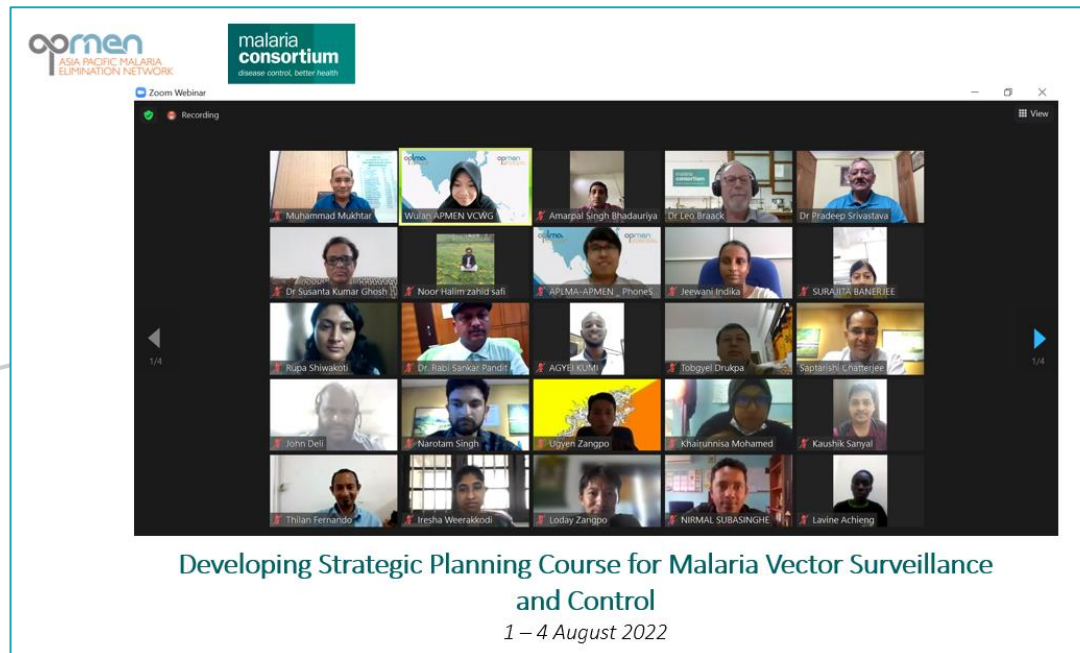 apmen
ASIA PACIFIC MALARIA
ELIMINATION NETWORK
malaria
consortium
disease control, better health
Zoom Webinar
Recording
View
Muhammad Mukhtar
Wulan APMEN VCWG
Amarpal Singh Bhadauriya
Dr Leo Braack
Dr Pradeep Srivastava
Dr Susanta Kumar Ghosh
Noor Halim zahid safi
APLMA-APMEN _ PhoneS
Jeewani Indika
SURAJITA BANERJEE
1/4
Rupa Shiwakoti
Dr. Rabi Sankar Pandit
AGYEI KUMI
Tobgyel Drukpa
Saptarishi Chatterjee
1/4
John Deli
Narotam Singh
Ugyen Zangpo
Khairunnisa Mohamed
Kaushik Sanyal
Thilan Fernando
Iresha Weerakkodi
Loday Zangpo
NIRMAL SUBASINGHE
Lavine Achieng
Developing Strategic Planning Course for Malaria Vector Surveillance
and Control
1 – 4 August 2022